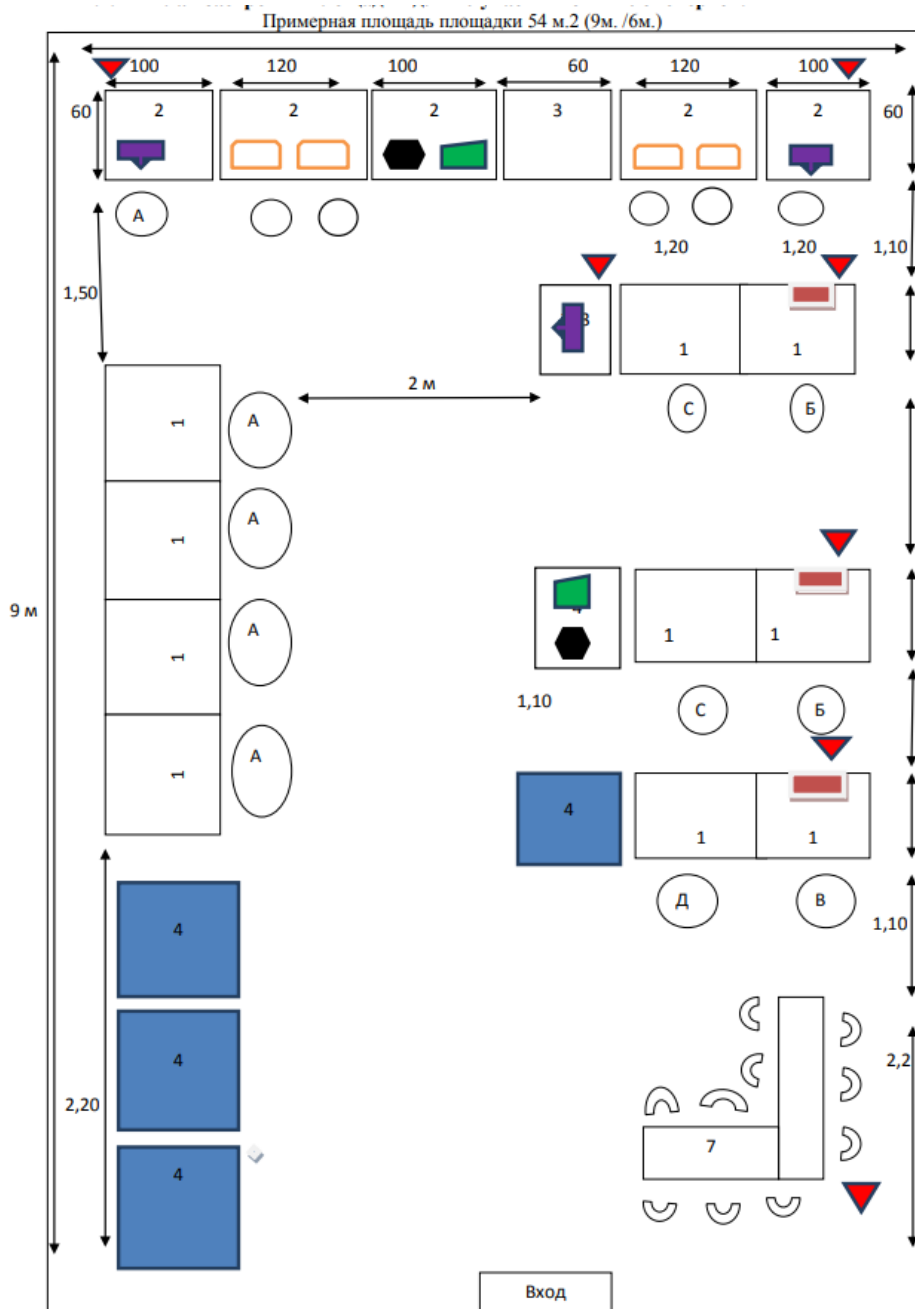 Примерная площадь площадки 54 м.2 (9м. /6м.)
100 120 100 60 120 100
60 2 2 2 3 2 2 60
А
1,20 1,20 1,10
1,50
1 1
2 м
С Б
1 А
1 А
9 м
1 1
1 А
1,10
С Б
1 А
4 1 1
Д В
1,10
4
4
2,2
2,20
7
4
Вход